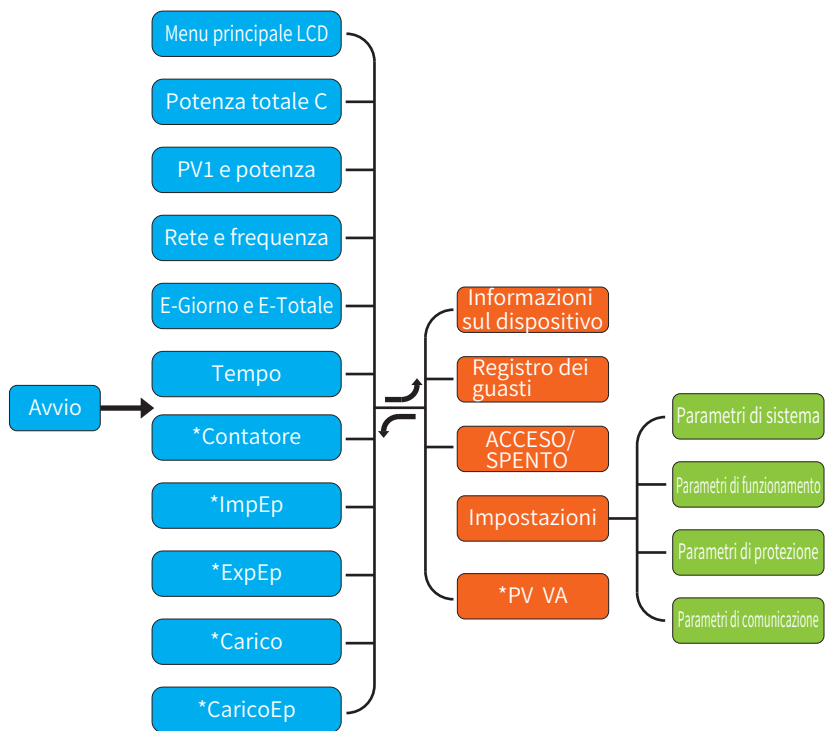 Avvio
Menu principale LCD
Potenza totale C
PV1 e potenza
Rete e frequenza
E-Giorno e E-Totale
Tempo
*Contatore
*ImpEp
*ExpEp
*Carico
*CaricoEp
Informazioni
sul dispositivo
Registro dei
guasti
ACCESO/
SPENTO
Impostazioni
*PV VA
Parametri di sistema
Parametri di funzionamento
Parametri di protezione
Parametri di comunicazione